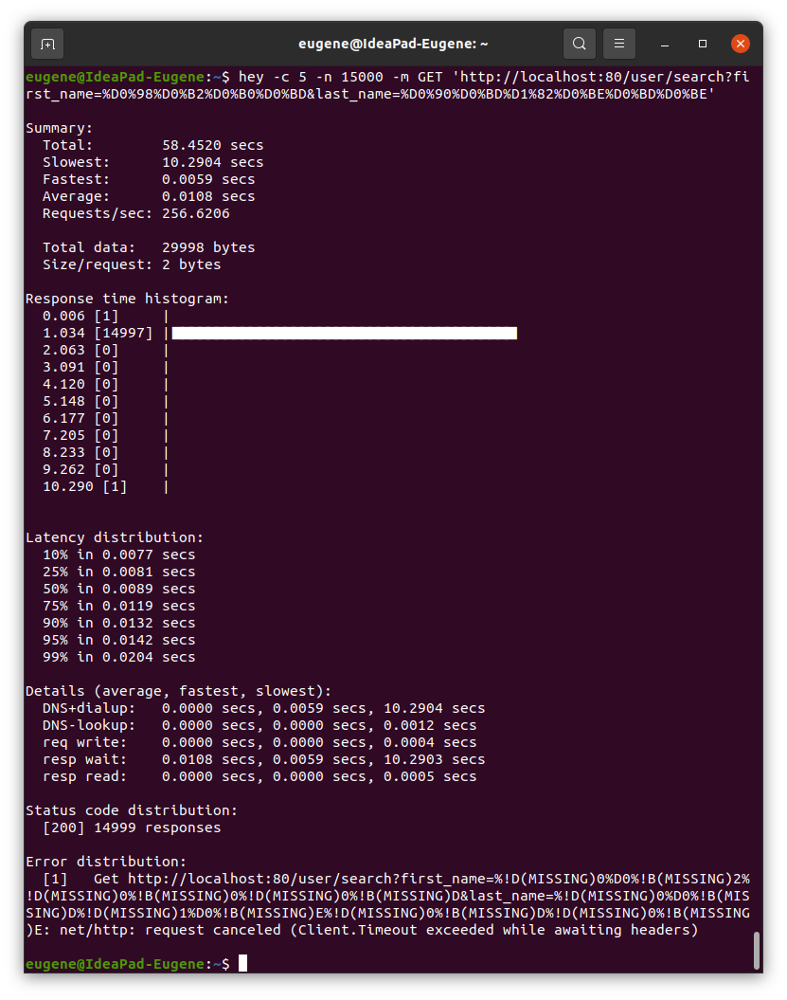 eugene@IdeaPad-Eugene: ~
eugene@IdeaPad-Eugene:~$ hey -c 5 -n 15000 -m GET 'http://localhost:80/user/search?fi
rst_name=%D0%98%D0%B2%D0%B0%D0%BD&last_name=%D0%90%D0%BD%D1%82%D0%BE%D0%BD%D0%BE'
Summary:
  Total:        58.4520 secs
  Slowest:      10.2904 secs
  Fastest:      0.0059 secs
  Average:      0.0108 secs
  Requests/sec: 256.6206
  Total data:   29998 bytes
  Size/request: 2 bytes
Response time histogram:
  0.006 [1]     |
  1.034 [14997] |■■■■■■■■■■■■■■■■■■■■■■■■■■■■■■■■■■■■■■■■
  2.063 [0]     |
  3.091 [0]     |
  4.120 [0]     |
  5.148 [0]     |
  6.177 [0]     |
  7.205 [0]     |
  8.233 [0]     |
  9.262 [0]     |
  10.290 [1]    |
Latency distribution:
  10% in 0.0077 secs
  25% in 0.0081 secs
  50% in 0.0089 secs
  75% in 0.0119 secs
  90% in 0.0132 secs
  95% in 0.0142 secs
  99% in 0.0204 secs
Details (average, fastest, slowest):
  DNS+dialup:   0.0000 secs, 0.0059 secs, 10.2904 secs
  DNS-lookup:   0.0000 secs, 0.0000 secs, 0.0012 secs
  req write:    0.0000 secs, 0.0000 secs, 0.0004 secs
  resp wait:    0.0108 secs, 0.0059 secs, 10.2903 secs
  resp read:    0.0000 secs, 0.0000 secs, 0.0005 secs
Status code distribution:
  [200] 14999 responses
Error distribution:
  [1]   Get http://localhost:80/user/search?first_name=%!D(MISSING)0%D0%!B(MISSING)2%
!D(MISSING)0%!B(MISSING)0%!D(MISSING)0%!B(MISSING)D&last_name=%!D(MISSING)0%D0%!B(MIS
SING)D%!D(MISSING)1%D0%!B(MISSING)E%!D(MISSING)0%!B(MISSING)D%!D(MISSING)0%!B(MISSING
)E: net/http: request canceled (Client.Timeout exceeded while awaiting headers)
eugene@IdeaPad-Eugene:~$